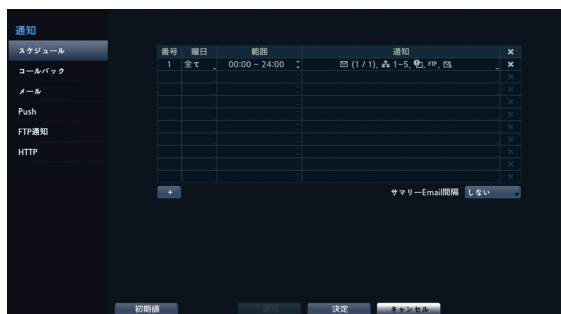 通知
スケジュール
コールバック
メール
Push
FTP通知
HTTP
番号 曜日 範囲 通知
1 全て 00:00 ~ 24:00 (1 / 1), 1~5, FTP,
+ サマリーEmail間隔 しない
初期値 適用 決定 キャンセル